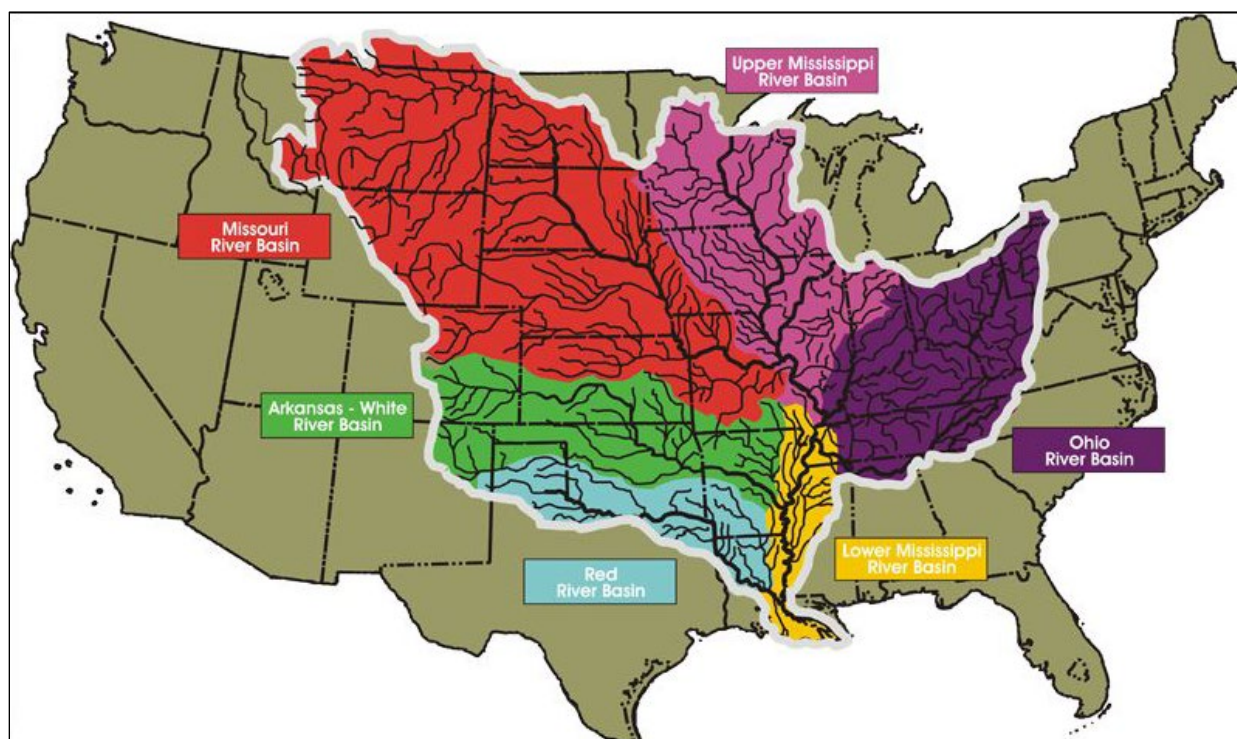 Upper Mississippi
River Basin
Missouri
River Basin
Arkansas - White
River Basin
Ohio
River Basin
Lower Mississippi
River Basin
Red
River Basin